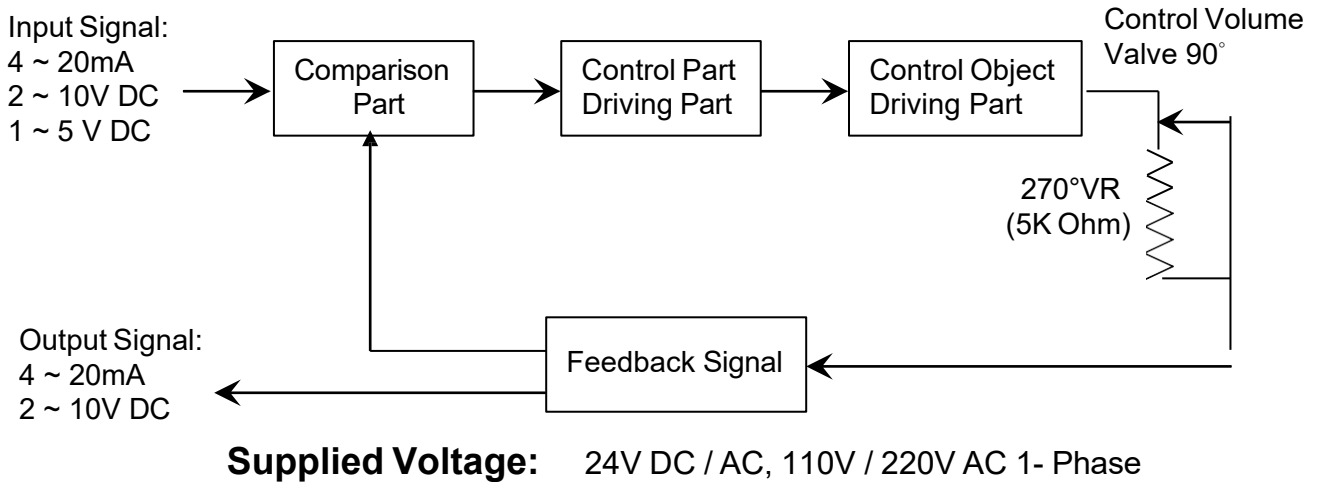 Input Signal:
4 ~ 20mA
2 ~ 10V DC
1 ~ 5 V DC
Comparison
Part
Control Part
Driving Part
Control Object
Driving Part
Control Volume
Valve 90°
270°VR
(5K Ohm)
Output Signal:
4 ~ 20mA
2 ~ 10V DC
Feedback Signal
Supplied Voltage: 24V DC / AC, 110V / 220V AC 1- Phase